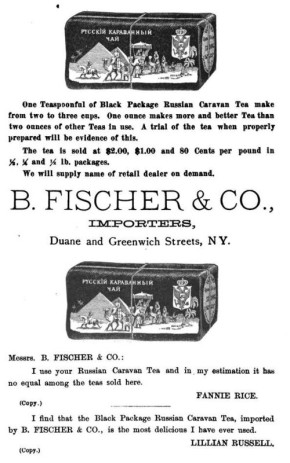 РУССКІЙ КАРАВАННЫЙ
ЧАЙ
One Teaspoonful of Black Package Russian Caravan Tea make
from two to three cups. One ounce makes more and better Tea than
two ounces of other Teas in use. A trial of the tea when properly
prepared will be evidence of this.
The tea is sold at $2.00, $1.00 and 80 Cents per pound in
⅛, ¼ and ½ lb. packages.
We will supply name of retail dealer on demand.
B. FISCHER & CO.,
IMPORTERS,
Duane and Greenwich Streets, NY.
РУССКІЙ КАРАВАННЫЙ
ЧАЙ
Messrs. B. FISCHER & CO.:
I use your Russian Caravan Tea and in my estimation it has
no equal among the teas sold here.
FANNIE RICE.
(Copy.)
I find that the Black Package Russian Caravan Tea, imported
by B. FISCHER & CO., is the most delicious I have ever used.
LILLIAN RUSSELL.
(Copy.)